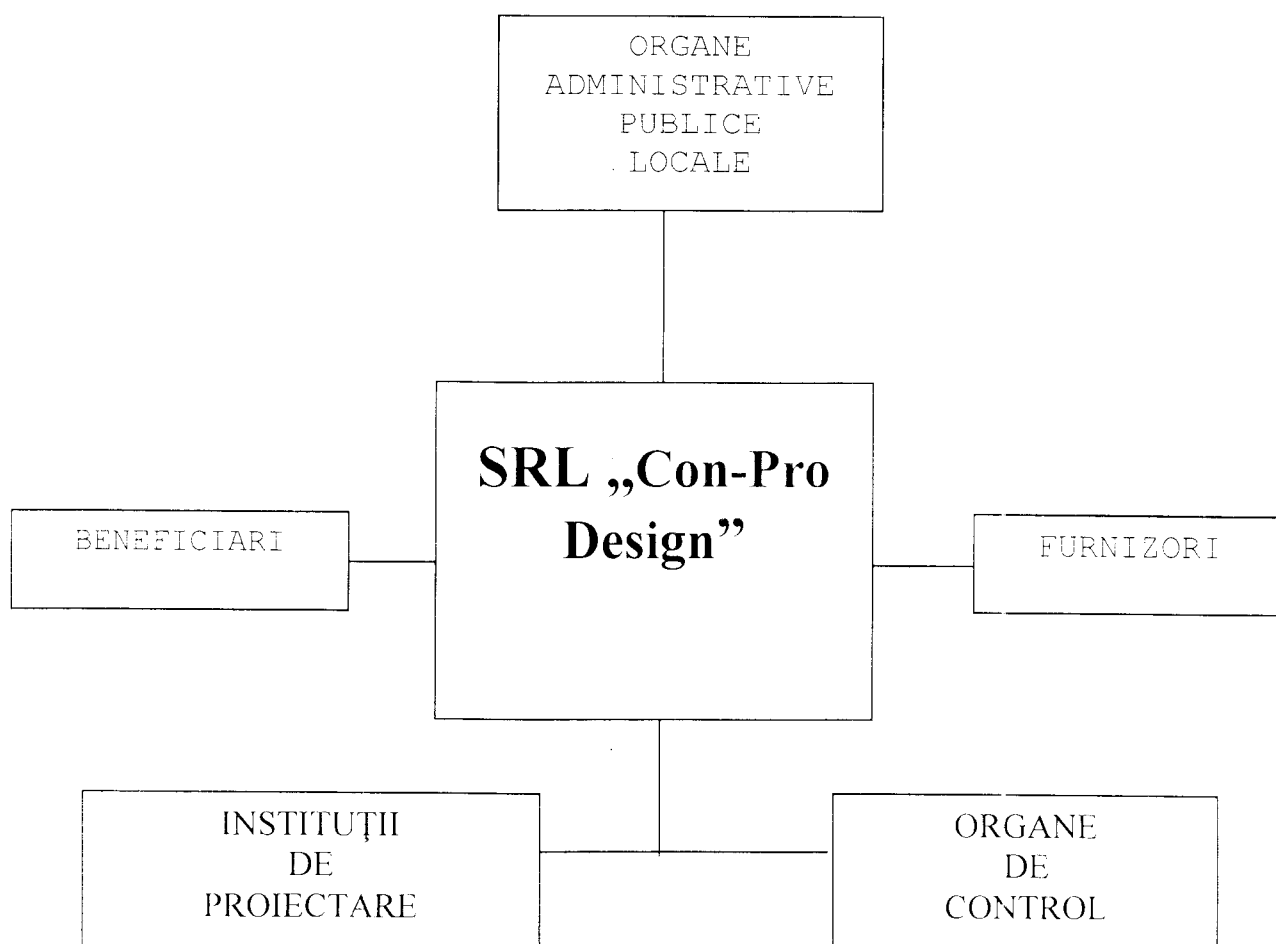 ORGANE
ADMINISTRATIVE
PUBLICE
LOCALE
SRL „Con-Pro
Design”
BENEFICIARI
FURNIZORI
INSTITUŢII
DE
PROIECTARE
ORGANE
DE
CONTROL